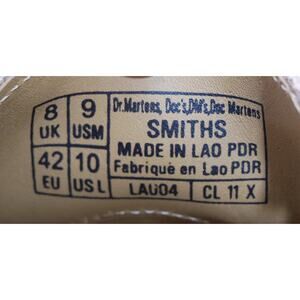 8 UK
9 USM
42 EU
10 US L
Dr.Martens, Doc's,DM's,Doc Martens
SMITHS
MADE IN LAO PDR
Fabriqué en Lao PDR
LAU04
CL 11 X